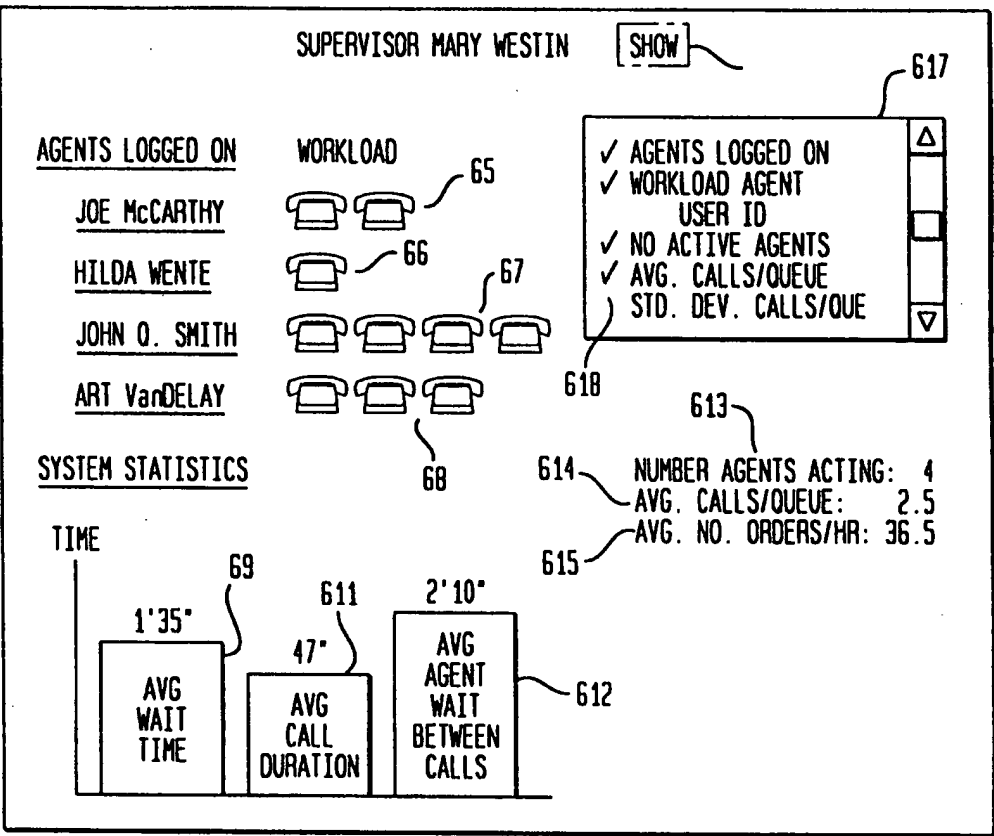 SUPERVISOR MARY WESTIN SHOW
617
AGENTS LOGGED ON WORKLOAD
✓ AGENTS LOGGED ON
✓ WORKLOAD AGENT
USER ID
✓ NO ACTIVE AGENTS
✓ AVG. CALLS/QUEUE
STD. DEV. CALLS/QUE
618
JOE McCARTHY
65
HILDA WENTE
66
JOHN Q. SMITH
67
ART VanDELAY
68
SYSTEM STATISTICS
613
NUMBER AGENTS ACTING: 4
614
AVG. CALLS/QUEUE: 2.5
615
AVG. NO. ORDERS/HR: 36.5
TIME
69
1'35"
AVG
WAIT
TIME
611
47"
AVG
CALL
DURATION
2'10"
AVG
AGENT
WAIT
BETWEEN
CALLS
612